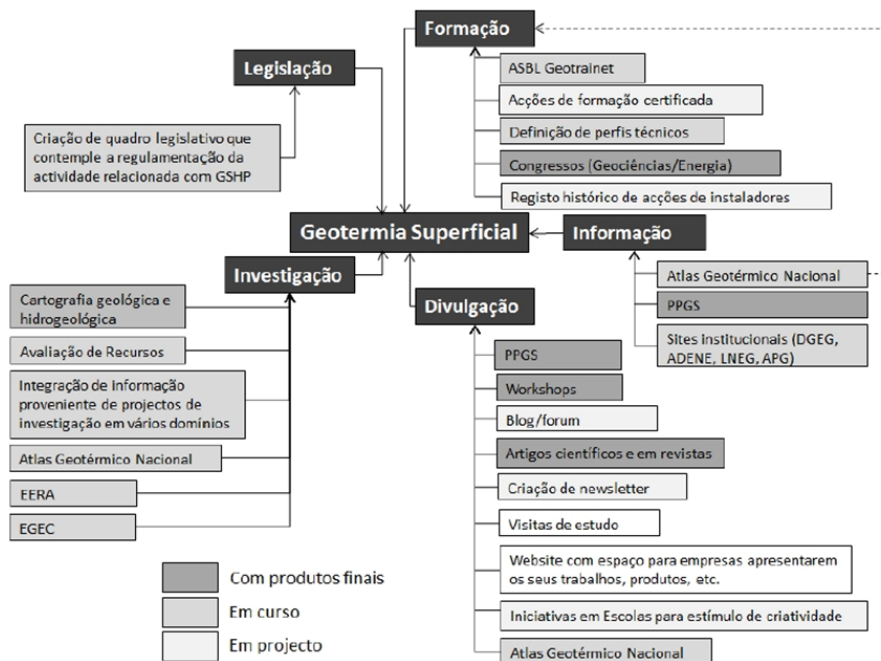 Formação
ASBL Geotrainet
Acções de formação certificada
Definição de perfis técnicos
Congressos (Geociências/Energia)
Registo histórico de acções de instaladores
Legislação
Criação de quadro legislativo que
contemple a regulamentação da
actividade relacionada com GSHP
Geotermia Superficial
Informação
Atlas Geotérmico Nacional
PPGS
Sites institucionais (DGEG,
ADENE, LNEG, APG)
Investigação
Cartografia geológica e
hidrogeológica
Avaliação de Recursos
Integração de informação
proveniente de projectos de
investigação em vários domínios
Atlas Geotérmico Nacional
EERA
EGEC
Divulgação
PPGS
Workshops
Blog/forum
Artigos científicos e em revistas
Criação de newsletter
Visitas de estudo
Website com espaço para empresas apresentarem
os seus trabalhos, produtos, etc.
Iniciativas em Escolas para estímulo de criatividade
Atlas Geotérmico Nacional
Com produtos finais
Em curso
Em projecto